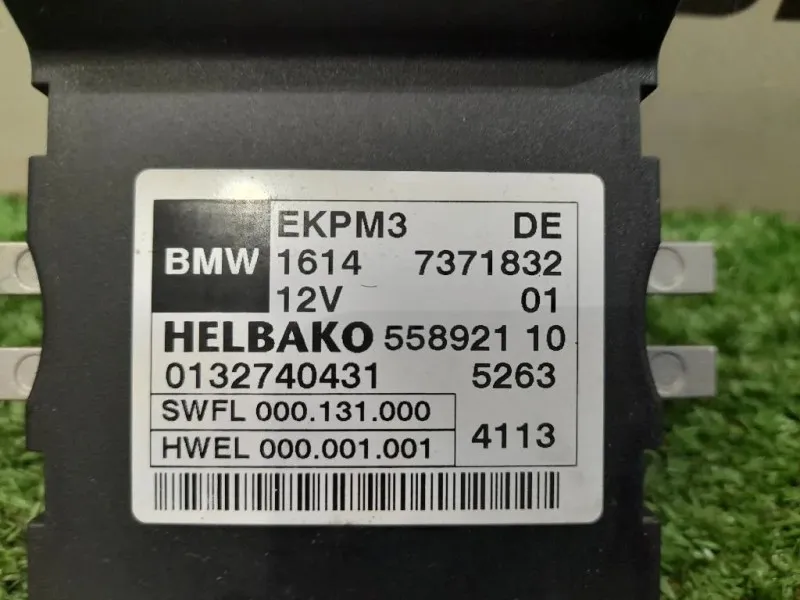 EKPM3 DE
BMW 1614 7371832
12V 01
HELBAKO 558921 10
0132740431 5263
SWFL 000.131.000
HWEL 000.001.001 4113